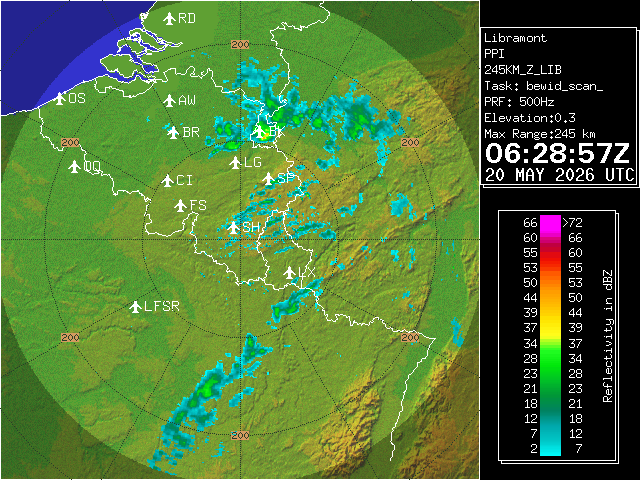 RD
200
OS
AW
BR
BK
200
200
OQ
LG
CI
SP
FS
SH
LX
LFSR
200
200
200
Libramont
PPI
245KM_Z_LIB
Task: bewid_scan_
PRF: 500Hz
Elevation:0.3
Max Range:245 km
06:28:57Z
20 MAY 2026 UTC
66 >72
60 66
55 60
53 55
50 53
44 50
39 44
37 39
34 37
28 34
23 28
21 23
18 21
12 18
7 12
2 7
Reflectivity in dBZ